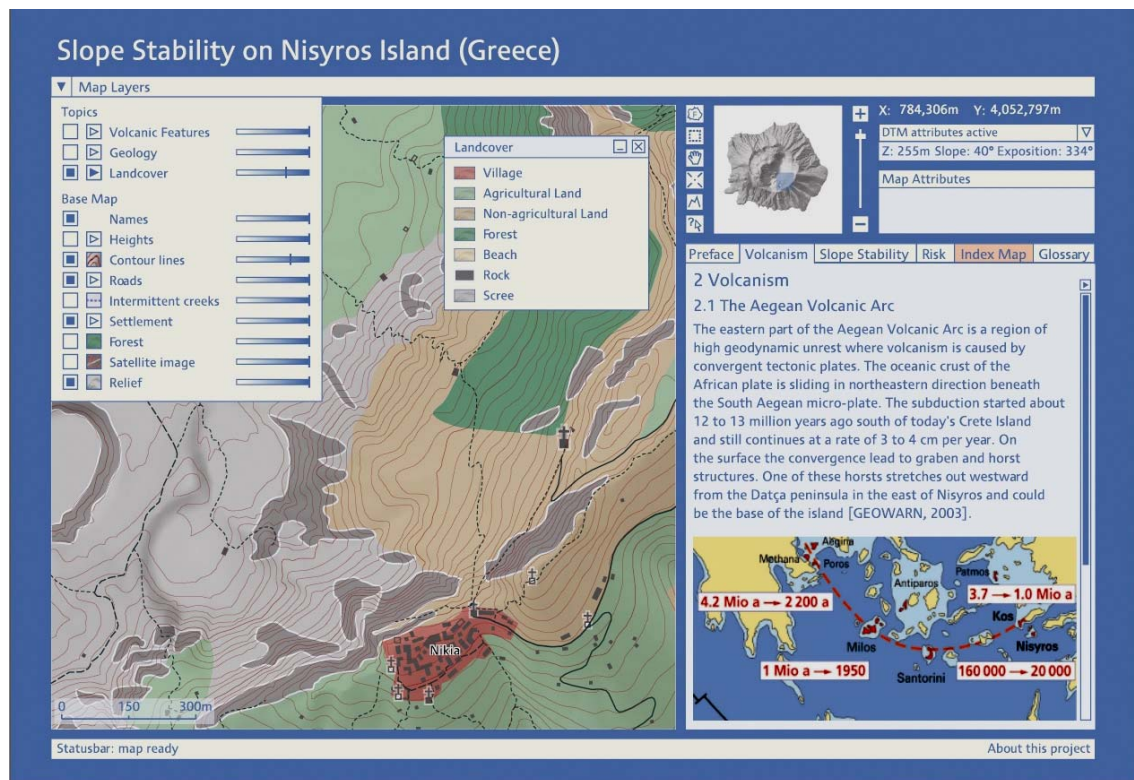 Slope Stability on Nisyros Island (Greece)
Map Layers
Topics
Volcanic Features
Geology
Landcover
Base Map
Names
Heights
Contour lines
Roads
Intermittent creeks
Settlement
Forest
Satellite image
Relief
Landcover
Village
Agricultural Land
Non-agricultural Land
Forest
Beach
Rock
Scree
Nikia
0 150 300m
X: 784,306m Y: 4,052,797m
DTM attributes active
Z: 255m Slope: 40° Exposition: 334°
Map Attributes
Preface Volcanism Slope Stability Risk Index Map Glossary
2 Volcanism
2.1 The Aegean Volcanic Arc
The eastern part of the Aegean Volcanic Arc is a region of
high geodynamic unrest where volcanism is caused by
convergent tectonic plates. The oceanic crust of the
African plate is sliding in northeastern direction beneath
the South Aegean micro-plate. The subduction started about
12 to 13 million years ago south of today's Crete Island
and still continues at a rate of 3 to 4 cm per year. On
the surface the convergence lead to graben and horst
structures. One of these horsts stretches out westward
from the Datça peninsula in the east of Nisyros and could
be the base of the island [GEOWARN, 2003].
Aegina
Methana
Poros
Antiparos
Patmos
4.2 Mio a → 2 200 a
3.7 → 1.0 Mio a
Kos
Milos
Nisyros
1 Mio a → 1950
Santorini
160 000 → 20 000
Statusbar: map ready
About this project